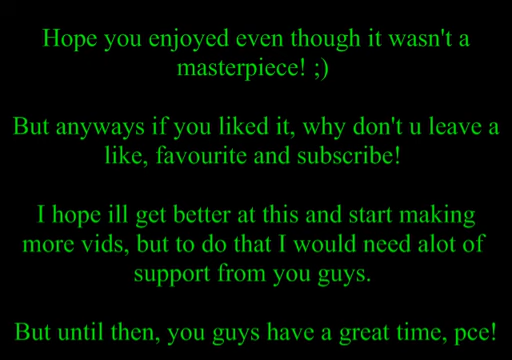 Hope you enjoyed even though it wasn't a
masterpiece! ;)
But anyways if you liked it, why don't u leave a
like, favourite and subscribe!
I hope ill get better at this and start making
more vids, but to do that I would need alot of
support from you guys.
But until then, you guys have a great time, pce!